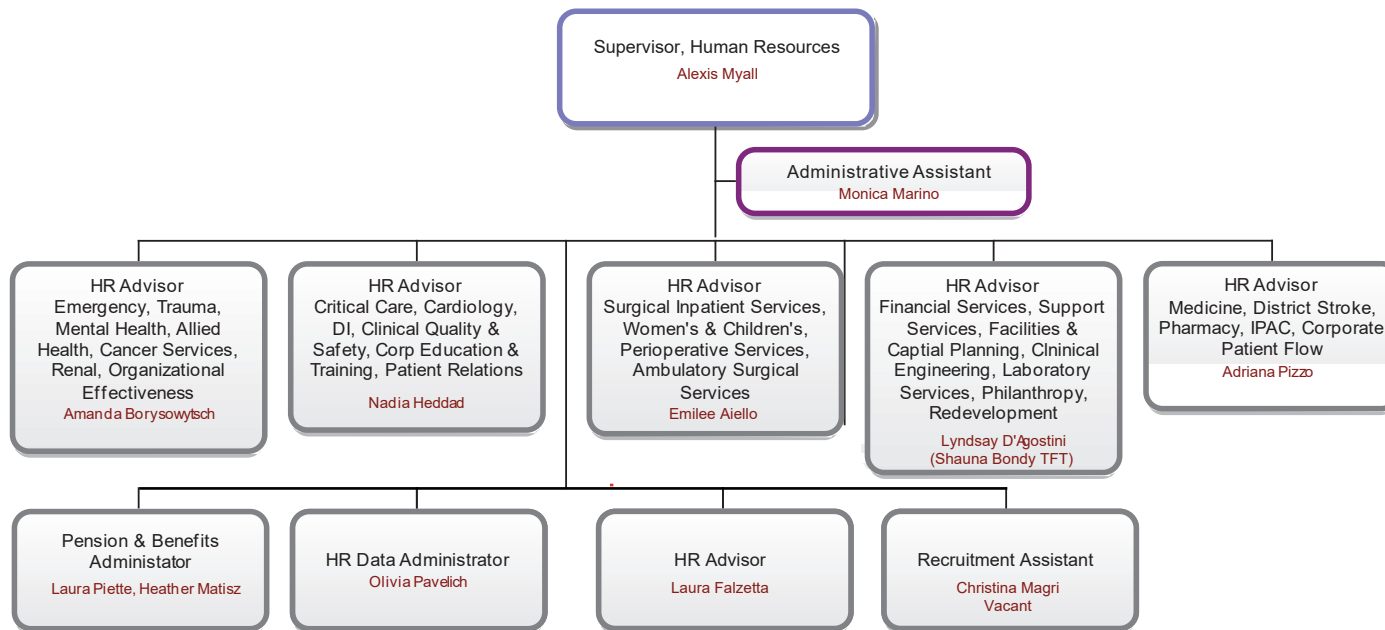 Supervisor, Human Resources
Alexis Myall
Administrative Assistant
Monica Marino
HR Advisor
Emergency, Trauma,
Mental Health, Allied
Health, Cancer Services,
Renal, Organizational
Effectiveness
Amanda Borysowytsch
HR Advisor
Critical Care, Cardiology,
DI, Clinical Quality &
Safety, Corp Education &
Training, Patient Relations
Nadia Heddad
HR Advisor
Surgical Inpatient Services,
Women's & Children's,
Perioperative Services,
Ambulatory Surgical
Services
Emilee Aiello
HR Advisor
Financial Services, Support
Services, Facilities &
Captial Planning, Clninical
Engineering, Laboratory
Services, Philanthropy,
Redevelopment
Lyndsay D'Agostini
(Shauna Bondy TFT)
HR Advisor
Medicine, District Stroke,
Pharmacy, IPAC, Corporate
Patient Flow
Adriana Pizzo
Pension & Benefits
Administator
Laura Piette, Heather Matisz
HR Data Administrator
Olivia Pavelich
HR Advisor
Laura Falzetta
Recruitment Assistant
Christina Magri
Vacant